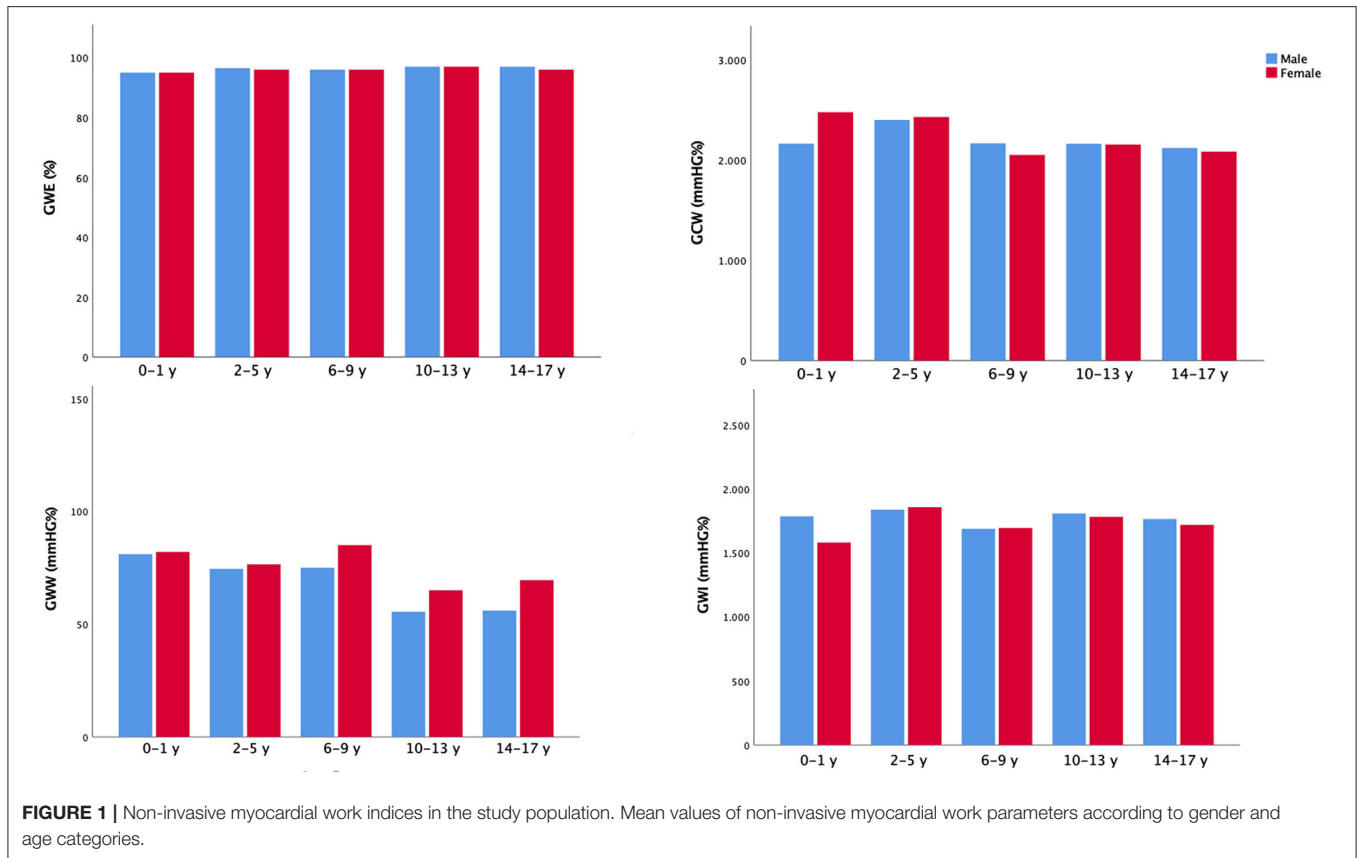 100
80
60
40
20
0
GWE (%)
0-1 y 2-5 y 6-9 y 10-13 y 14-17 y
3.000
2.000
1.000
0
GCW (mmHG%)
0-1 y 2-5 y 6-9 y 10-13 y 14-17 y
Male
Female
150
100
50
0
GWW (mmHG%)
0-1 y 2-5 y 6-9 y 10-13 y 14-17 y
2.500
2.000
1.500
1.000
500
0
GWI (mmHG%)
0-1 y 2-5 y 6-9 y 10-13 y 14-17 y
FIGURE 1 | Non-invasive myocardial work indices in the study population. Mean values of non-invasive myocardial work parameters according to gender and
age categories.